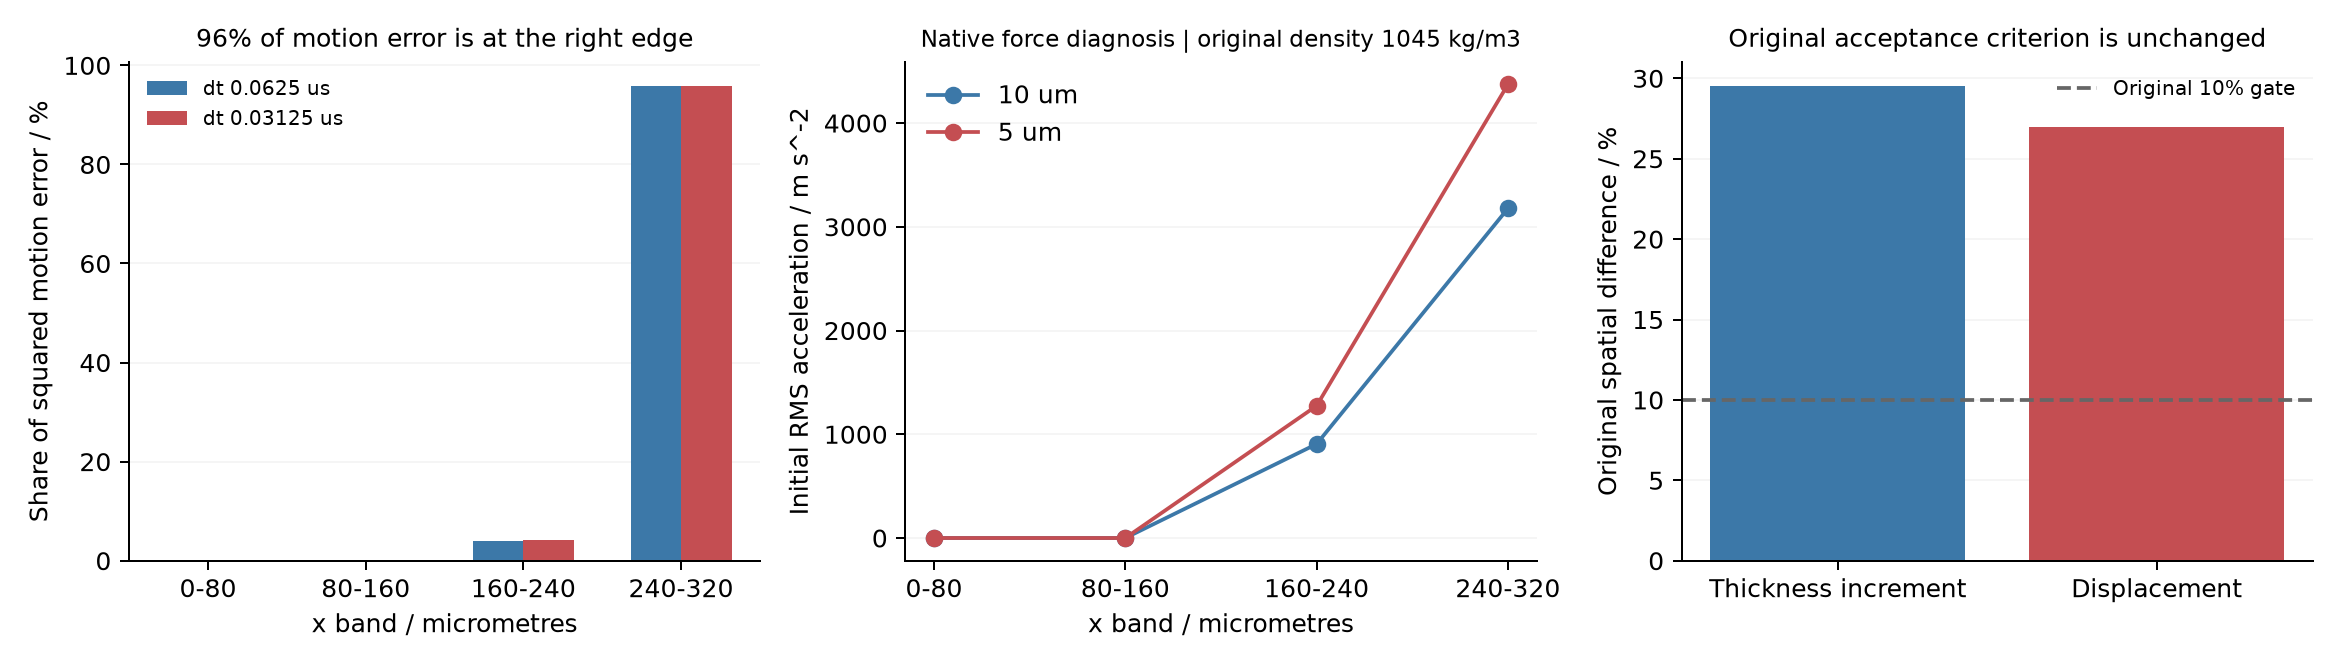 96% of motion error is at the right edge
dt 0.0625 us
dt 0.03125 us
Share of squared motion error / %
100
80
60
40
20
0
0-80
80-160
160-240
240-320
x band / micrometres
Native force diagnosis | original density 1045 kg/m3
10 um
5 um
Initial RMS acceleration / m s^-2
4000
3000
2000
1000
0
0-80
80-160
160-240
240-320
x band / micrometres
Original acceptance criterion is unchanged
Original 10% gate
Original spatial difference / %
30
25
20
15
10
5
0
Thickness increment
Displacement